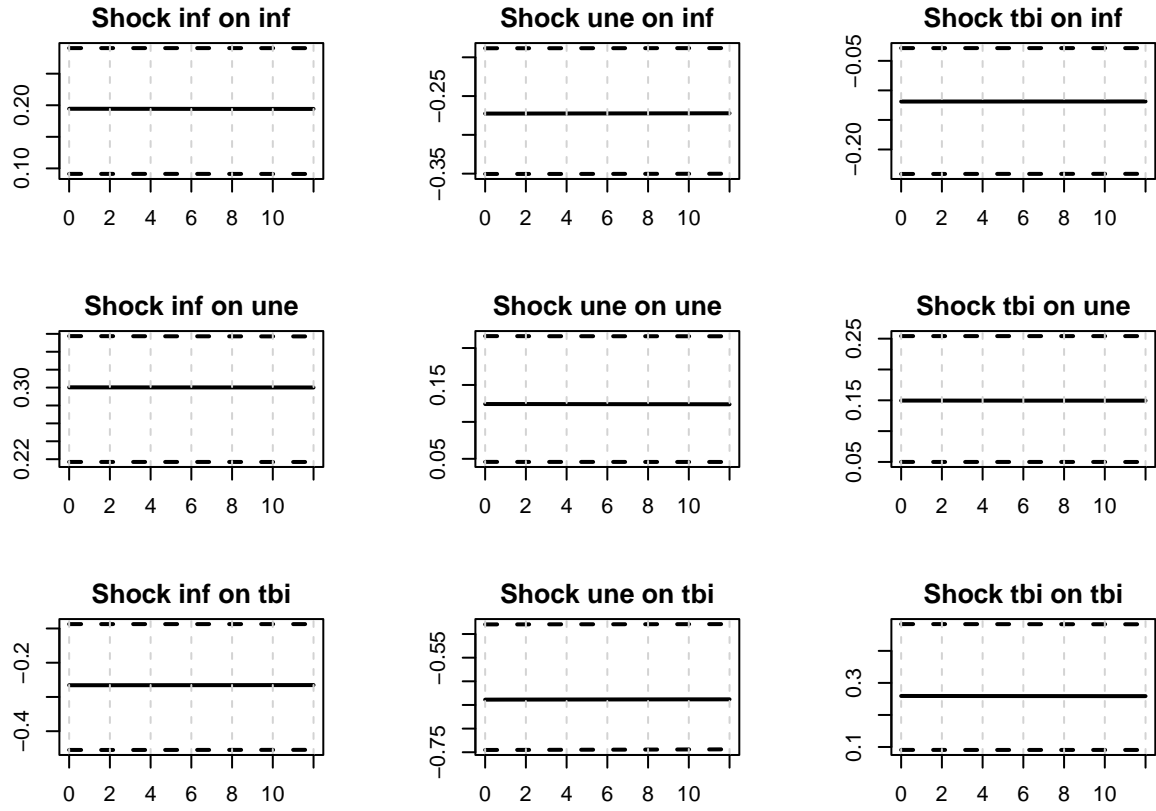 Shock inf on inf
0.20
0.10
0 2 4 6 8 10
Shock une on inf
−0.25
−0.35
0 2 4 6 8 10
Shock tbi on inf
−0.05
−0.20
0 2 4 6 8 10
Shock inf on une
0.30
0.22
0 2 4 6 8 10
Shock une on une
0.15
0.05
0 2 4 6 8 10
Shock tbi on une
0.25
0.15
0.05
0 2 4 6 8 10
Shock inf on tbi
−0.2
−0.4
0 2 4 6 8 10
Shock une on tbi
−0.55
−0.75
0 2 4 6 8 10
Shock tbi on tbi
0.3
0.1
0 2 4 6 8 10